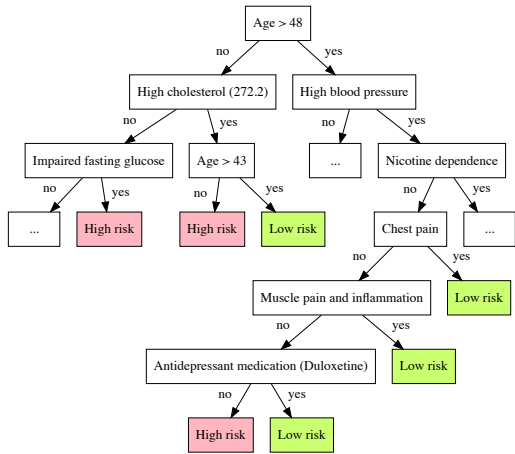 Age > 48
no
yes
High cholesterol (272.2)
High blood pressure
no
yes
no
yes
Impaired fasting glucose
Age > 43
...
Nicotine dependence
no
yes
no
yes
no
yes
...
High risk
High risk
Low risk
Chest pain
...
no
yes
Muscle pain and inflammation
Low risk
no
yes
Antidepressant medication (Duloxetine)
Low risk
no
yes
High risk
Low risk